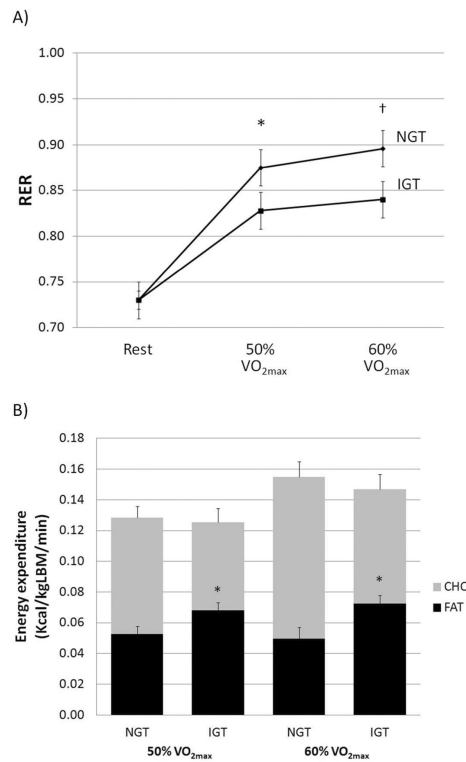 A)
1.00
0.95
0.90
0.85
0.80
0.75
0.70
RER
*
†
NGT
IGT
Rest
50%
VO2max
60%
VO2max
B)
0.18
0.16
0.14
0.12
0.10
0.08
0.06
0.04
0.02
0.00
Energy expenditure
(Kcal/kgLBM/min)
*
*
CHO
FAT
NGT IGT NGT IGT
50% VO2max 60% VO2max